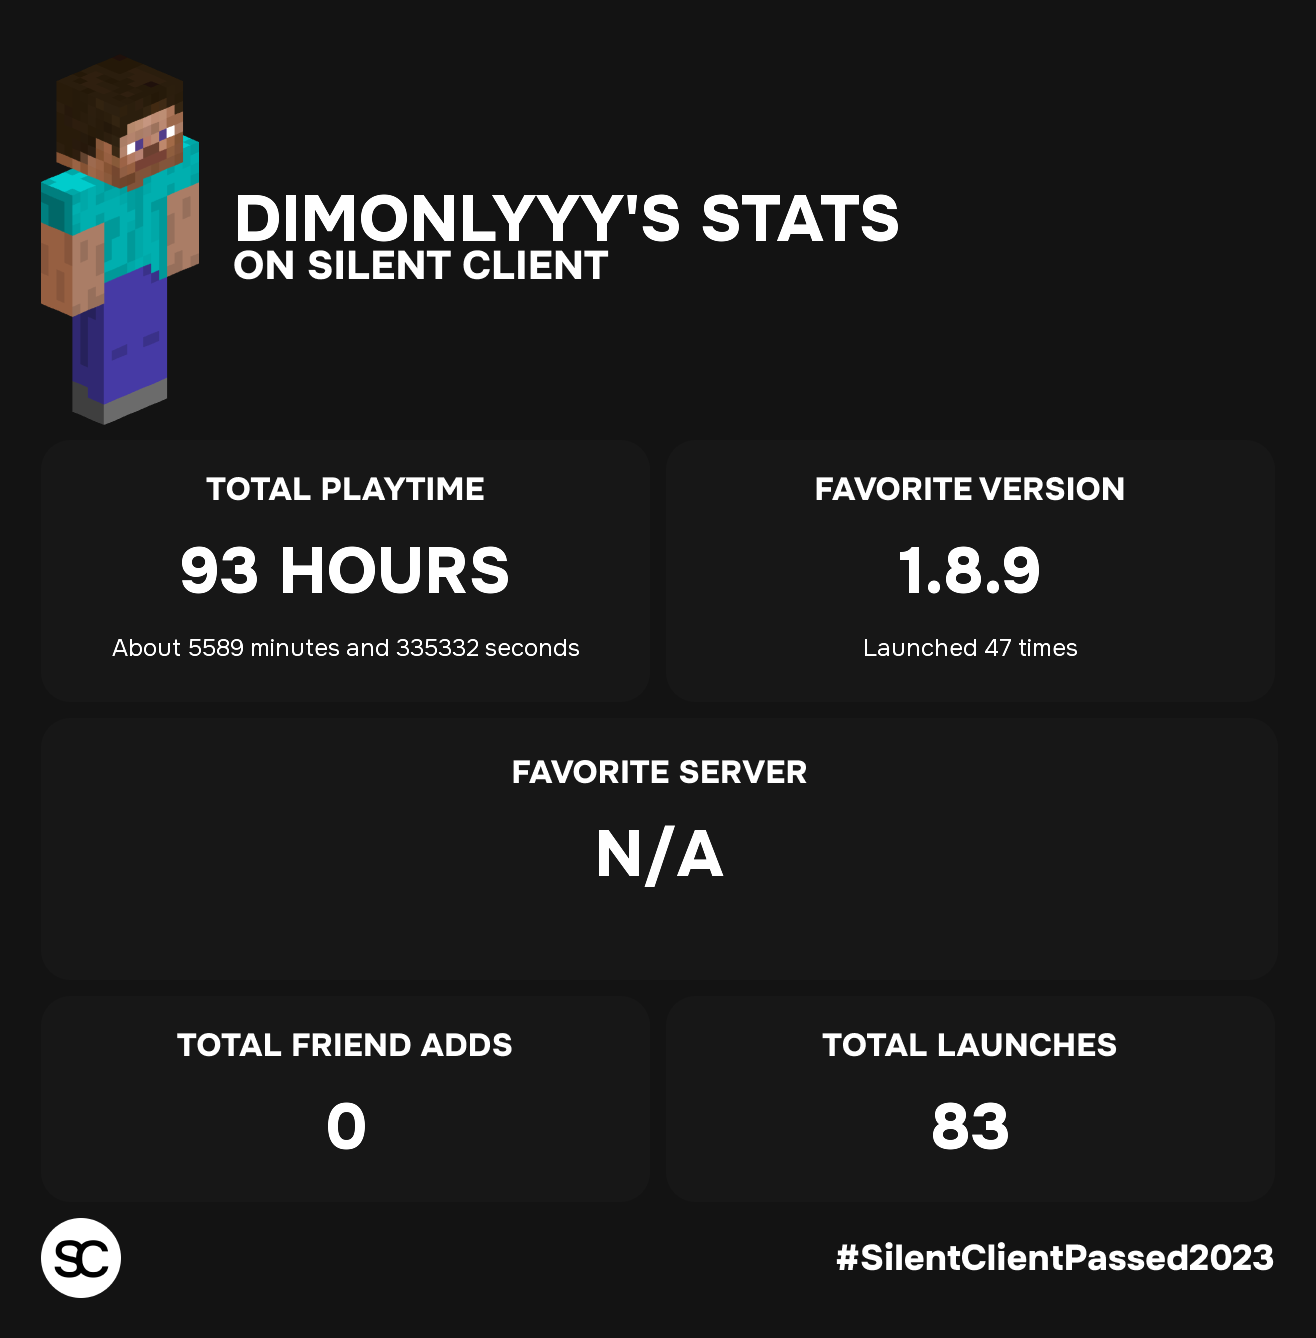 DIMONLYYY'S STATS
ON SILENT CLIENT
TOTAL PLAYTIME
93 HOURS
About 5589 minutes and 335332 seconds
FAVORITE VERSION
1.8.9
Launched 47 times
FAVORITE SERVER
N/A
TOTAL FRIEND ADDS
0
TOTAL LAUNCHES
83
SC
#SilentClientPassed2023